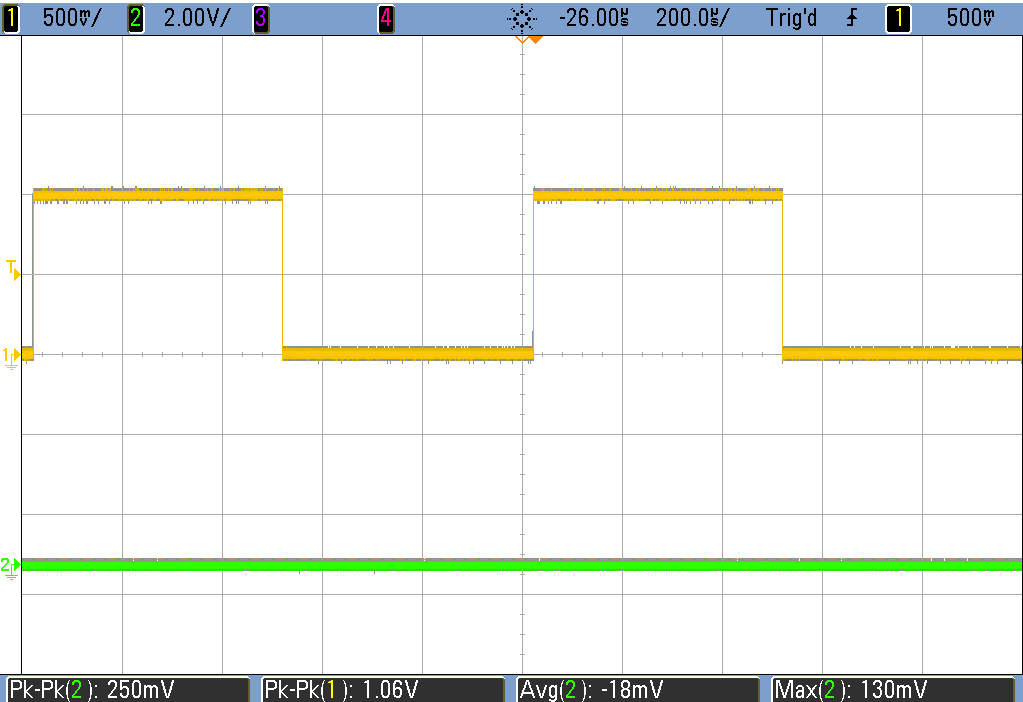 1 500mV/ 2 2.00V/ 3 4 -26.00µs 200.0µs/ Trig'd 1 500mV
T
1
2
Pk-Pk(2): 250mV Pk-Pk(1): 1.06V Avg(2): -18mV Max(2): 130mV